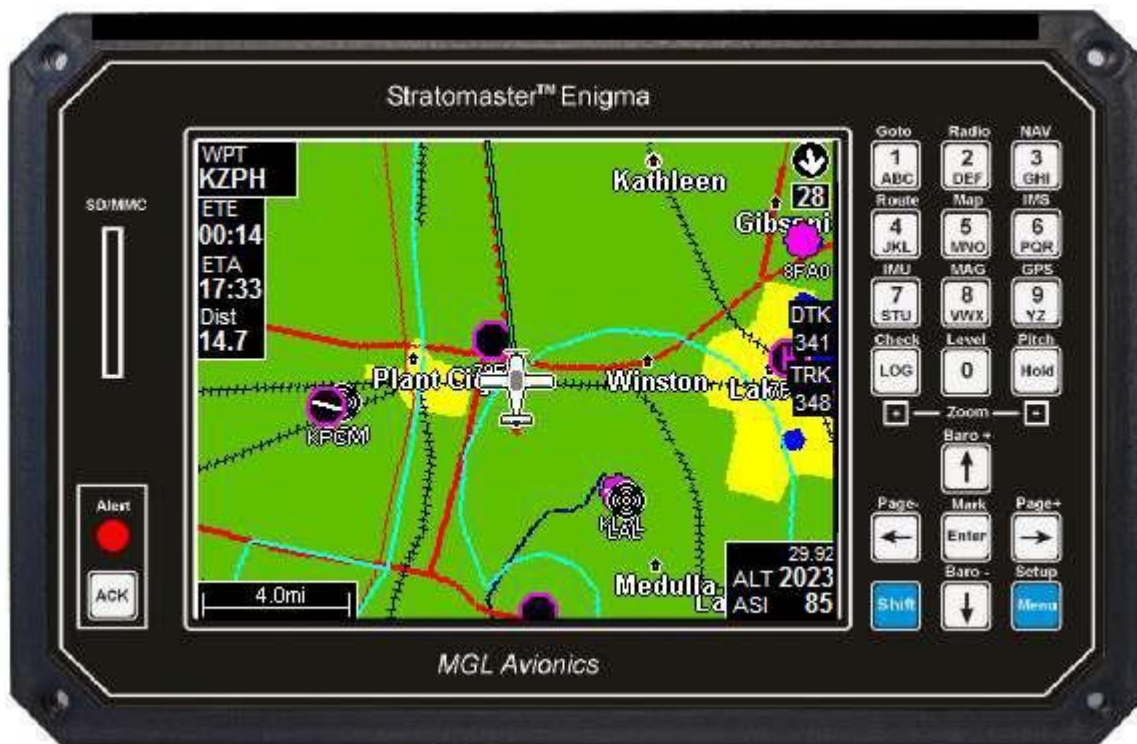 Stratomaster™ Enigma
SD/MMC
Alert
ACK
WPT
KZPH
ETE
00:14
ETA
17:33
Dist
14.7
Kathleen
28
8FA0
DTK
341
TRK
348
Winston
Medulla
29.92
ALT 2023
ASI 85
4.0mi
Goto Radio NAV
1 2 3
ABC DEF GHI
Route Map IMS
4 5 6
JKL MNO PQR
IMU MAG GPS
7 8 9
STU VWX YZ
Check Level Pitch
LOG 0 Hold
+ Zoom -
Baro +
Page- Mark Page+
Enter
Baro - Setup
Shift Menu
MGL Avionics